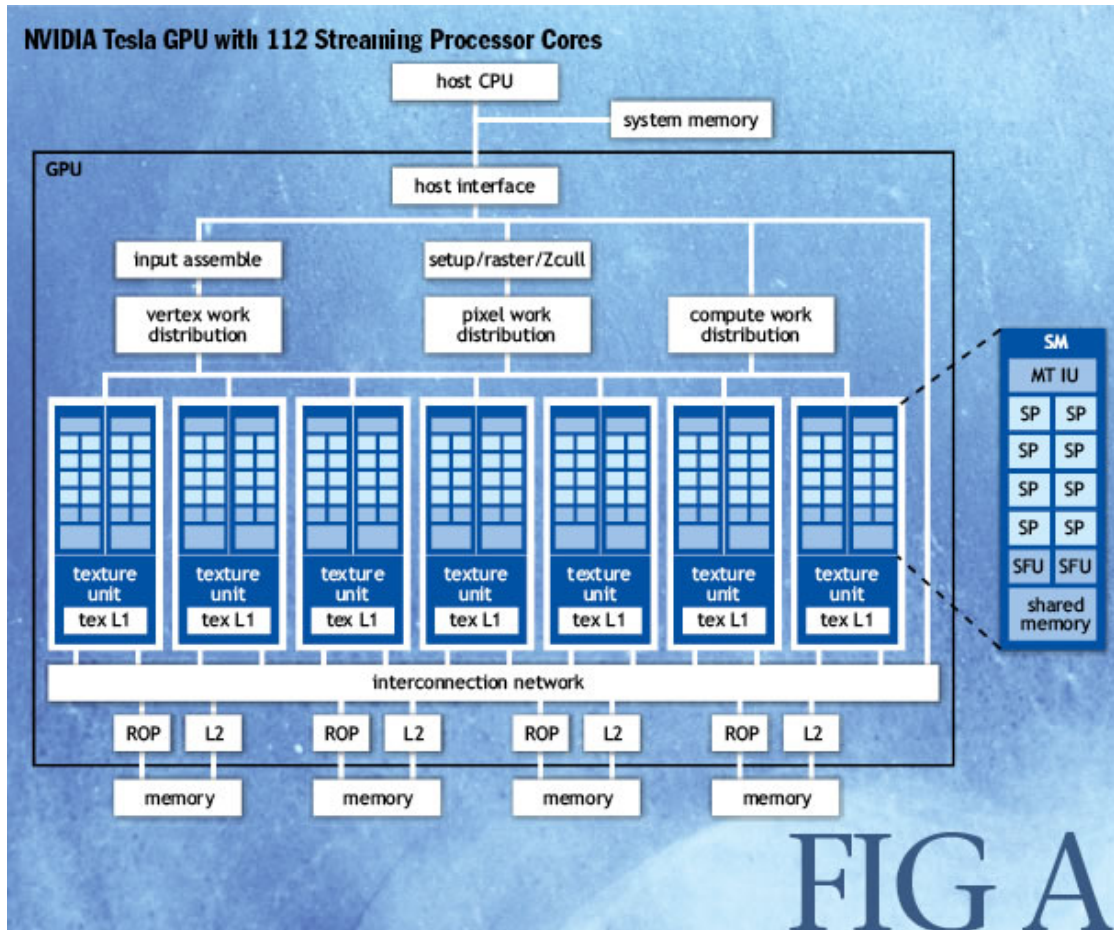 NVIDIA Tesla GPU with 112 Streaming Processor Cores
host CPU
system memory
GPU
host interface
input assemble
setup/raster/Zcull
vertex work
distribution
pixel work
distribution
compute work
distribution
SM
MT IU
SP SP
SP SP
SP SP
SP SP
SFU SFU
shared
memory
texture
unit
tex L1
texture
unit
tex L1
texture
unit
tex L1
texture
unit
tex L1
texture
unit
tex L1
texture
unit
tex L1
texture
unit
tex L1
interconnection network
ROP L2 ROP L2 ROP L2 ROP L2
memory memory memory memory
FIG A